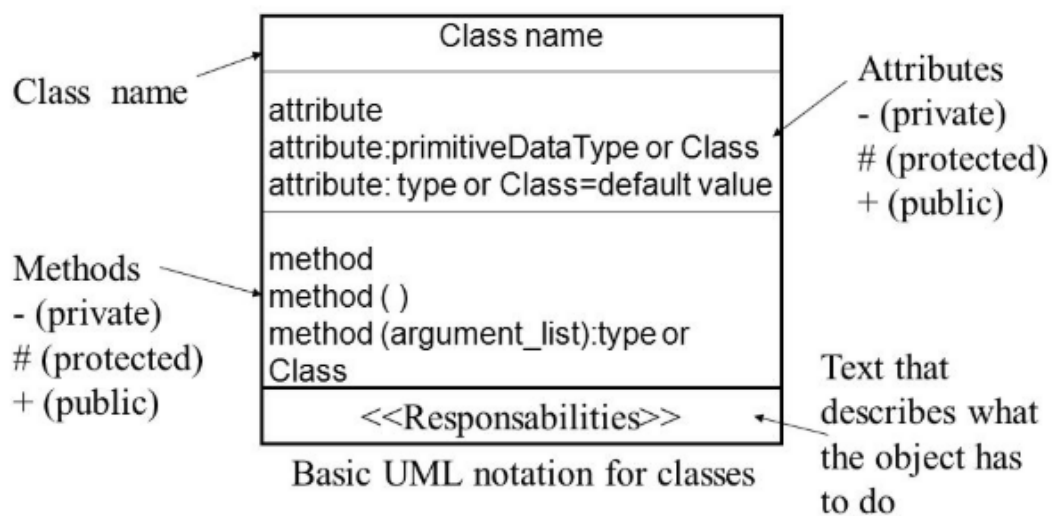 Class name
Class name
attribute
attribute:primitiveDataType or Class
attribute: type or Class=default value
Attributes
- (private)
# (protected)
+ (public)
Methods
- (private)
# (protected)
+ (public)
method
method ( )
method (argument_list):type or
Class
<<Responsabilities>>
Text that
describes what
the object has
to do
Basic UML notation for classes